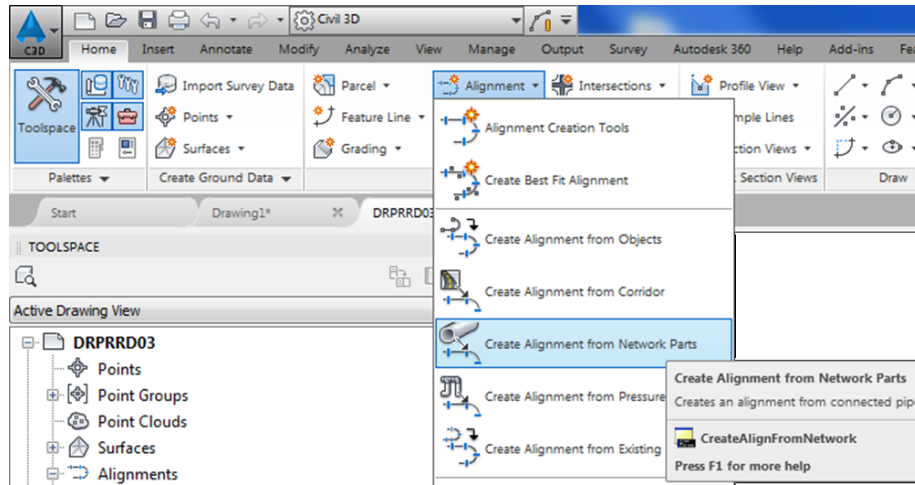 Civil 3D
C3D
Home Insert Annotate Modify Analyze View Manage Output Survey Autodesk 360 Help Add-ins Fea
Toolspace
Import Survey Data
Points
Surfaces
Parcel
Feature Line
Grading
Alignment
Intersections
Profile View
mple Lines
ction Views
Palettes
Create Ground Data
Section Views
Draw
Start
Drawing1*
DRPRRD03
TOOLSPACE
Active Drawing View
DRPRRD03
Points
Point Groups
Point Clouds
Surfaces
Alignments
Alignment Creation Tools
Create Best Fit Alignment
Create Alignment from Objects
Create Alignment from Corridor
Create Alignment from Network Parts
Create Alignment from Pressure
Create Alignment from Existing
Create Alignment from Network Parts
Creates an alignment from connected pip
CreateAlignFromNetwork
Press F1 for more help